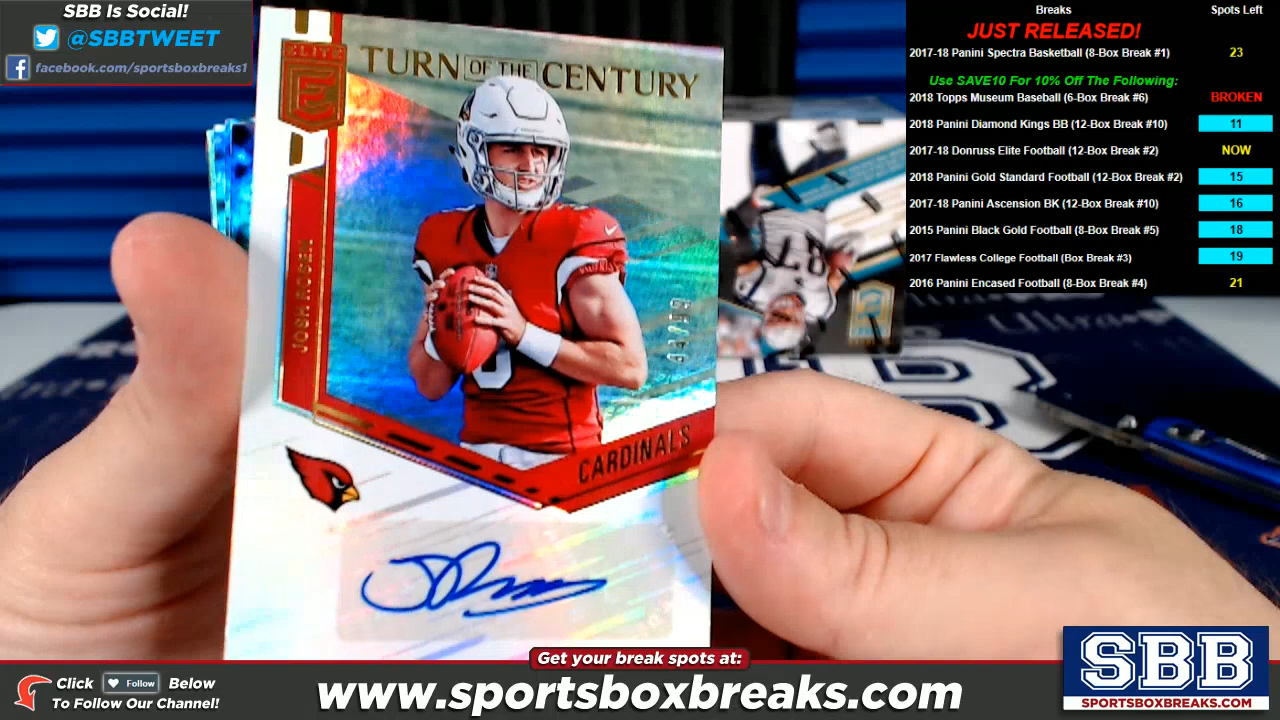 SBB Is Social!
@SBBTWEET
facebook.com/sportsboxbreaks1
ELITE
TURN OF THE CENTURY
JOSH ROSEN
CARDINALS
Breaks Spots Left
JUST RELEASED!
2017-18 Panini Spectra Basketball (8-Box Break #1) 23
Use SAVE10 For 10% Off The Following:
2018 Topps Museum Baseball (6-Box Break #6) BROKEN
2018 Panini Diamond Kings BB (12-Box Break #10) 11
2017-18 Donruss Elite Football (12-Box Break #2) NOW
2018 Panini Gold Standard Football (12-Box Break #2) 15
2017-18 Panini Ascension BK (12-Box Break #10) 16
2015 Panini Black Gold Football (8-Box Break #5) 18
2017 Flawless College Football (Box Break #3) 19
2016 Panini Encased Football (8-Box Break #4) 21
87
Get your break spots at:
www.sportsboxbreaks.com
Click Follow Below
To Follow Our Channel!
SBB
SPORTSBOXBREAKS.COM